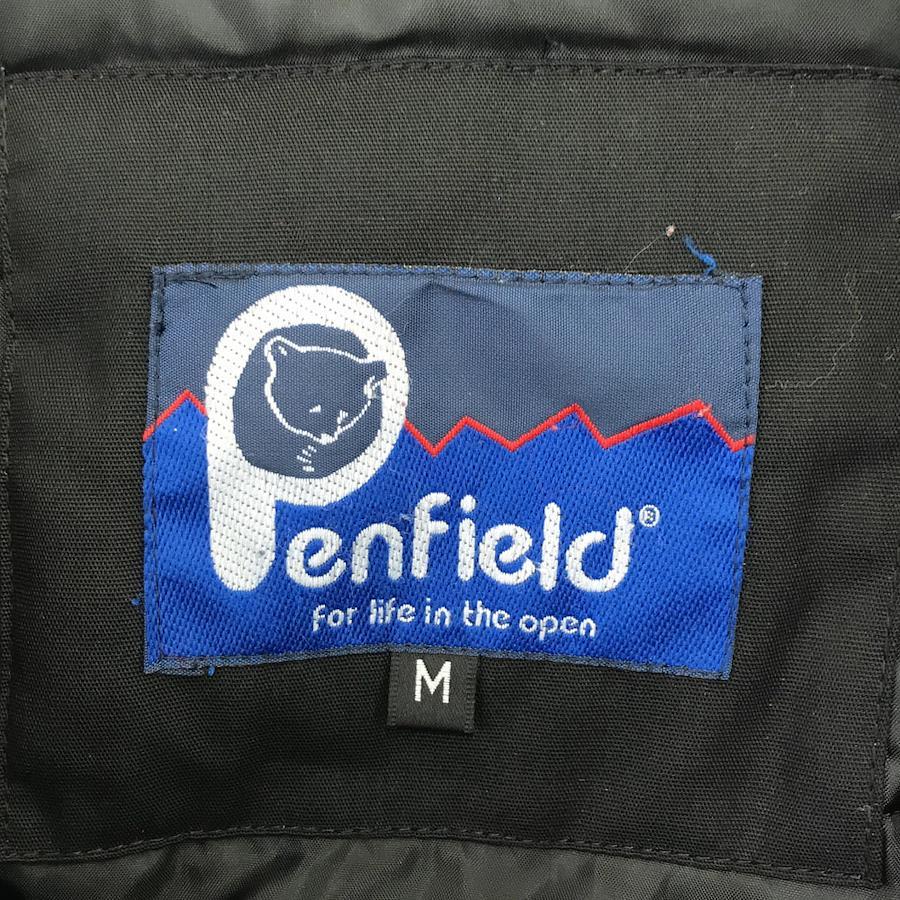 Penfield®
for life in the open
M